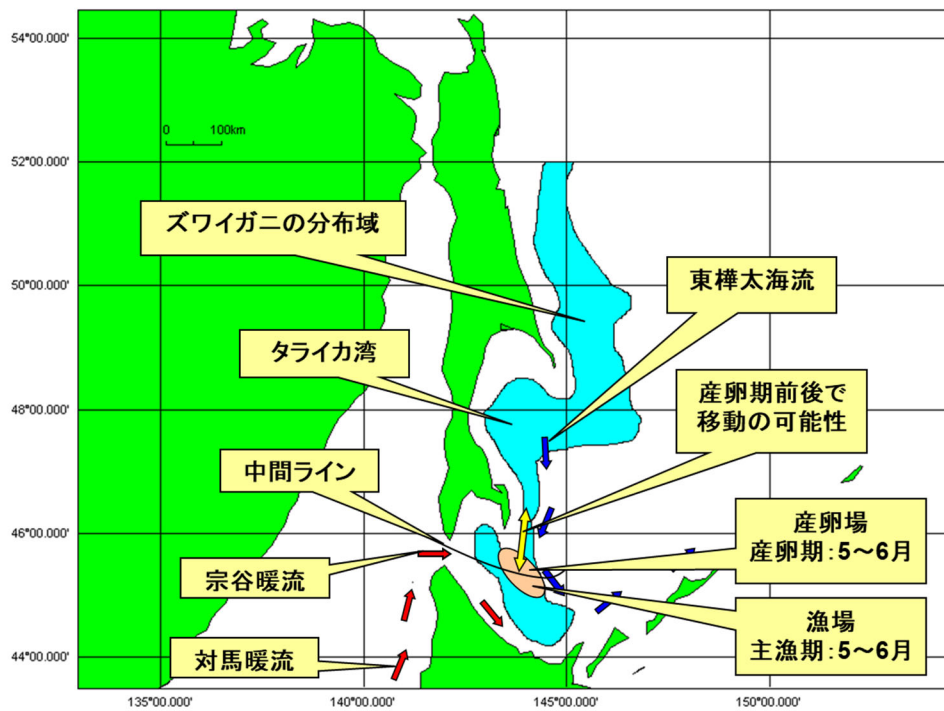 54°00.000'
0 100km
52°00.000'
ズワイガニの分布域
東樺太海流
50°00.000'
タライカ湾
産卵期前後で
移動の可能性
48°00.000'
中間ライン
46°00.000'
産卵場
産卵期:5～6月
宗谷暖流
漁場
主漁期:5～6月
対馬暖流
44°00.000'
135°00.000' 140°00.000' 145°00.000' 150°00.000'